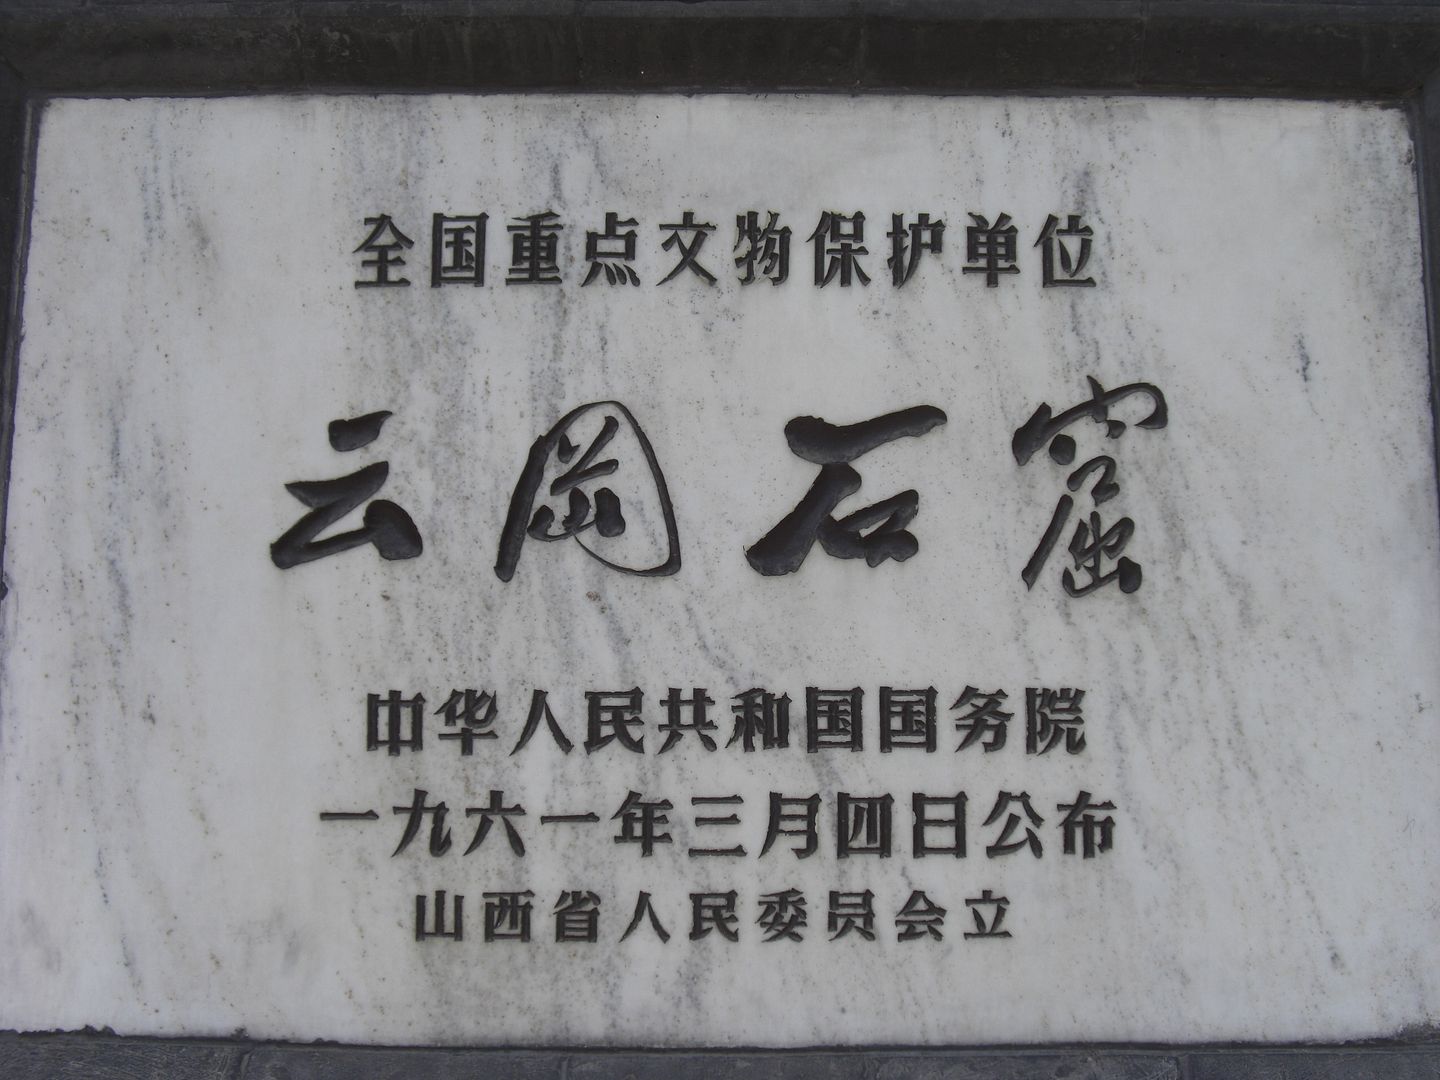 全国重点文物保护单位
云冈石窟
中华人民共和国国务院
一九六一年三月四日公布
山西省人民委员会立